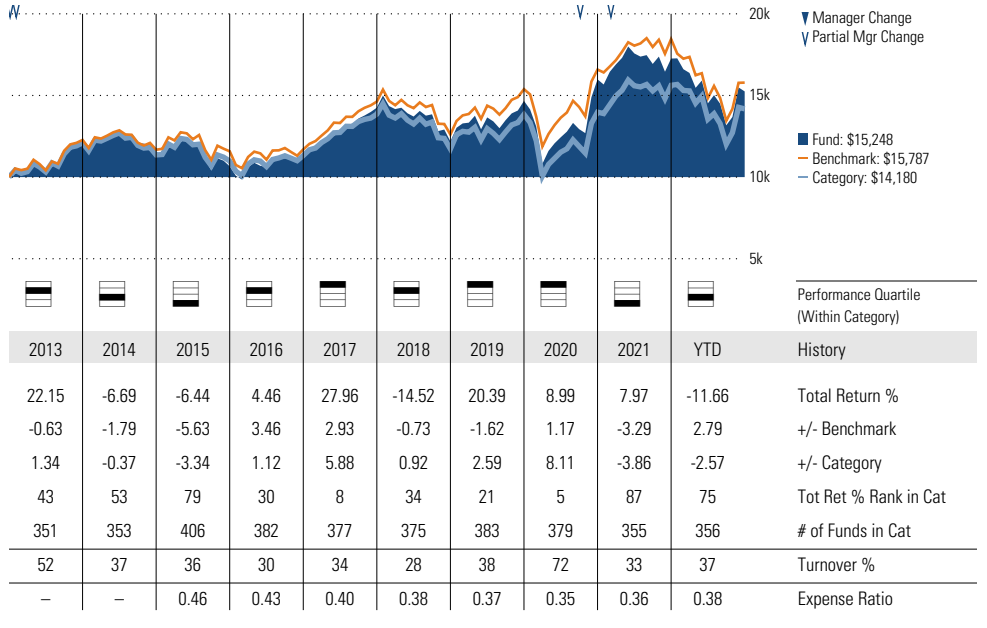 20k
▼ Manager Change
V Partial Mgr Change
15k
Fund: $15,248
Benchmark: $15,787
Category: $14,180
10k
5k
Performance Quartile
(Within Category)
2013 2014 2015 2016 2017 2018 2019 2020 2021 YTD History
22.15 -6.69 -6.44 4.46 27.96 -14.52 20.39 8.99 7.97 -11.66 Total Return %
-0.63 -1.79 -5.63 3.46 2.93 -0.73 -1.62 1.17 -3.29 2.79 +/- Benchmark
1.34 -0.37 -3.34 1.12 5.88 0.92 2.59 8.11 -3.86 -2.57 +/- Category
43 53 79 30 8 34 21 5 87 75 Tot Ret % Rank in Cat
351 353 406 382 377 375 383 379 355 356 # of Funds in Cat
52 37 36 30 34 28 38 72 33 37 Turnover %
– – 0.46 0.43 0.40 0.38 0.37 0.35 0.36 0.38 Expense Ratio